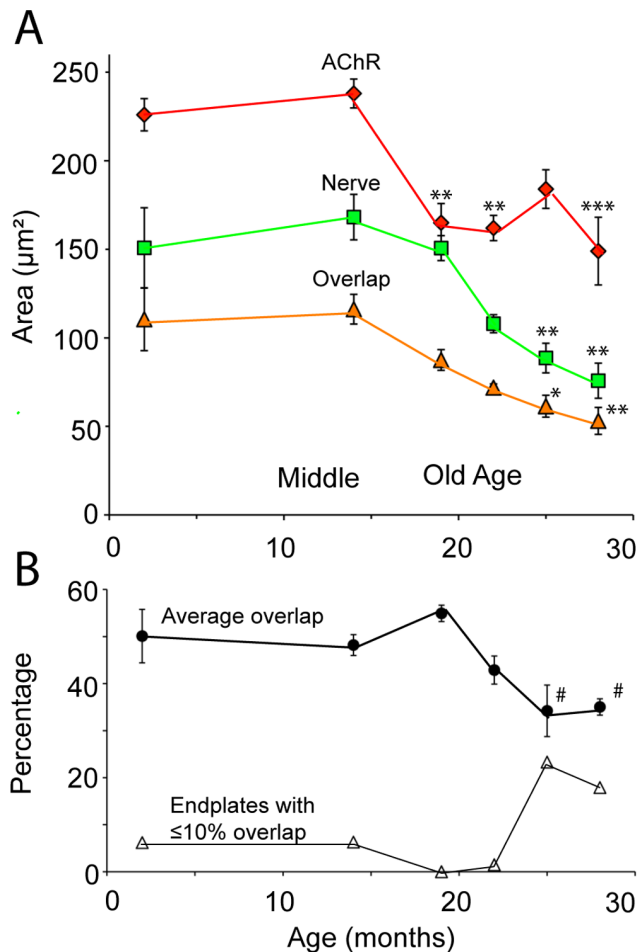 A
250
200
150
100
50
0
Area (µm²)
AChR
Nerve
Overlap
**
**
***
**
**
*
**
Middle
Old Age
0
10
20
30
B
60
40
20
0
Percentage
Average overlap
#
#
Endplates with
≤10% overlap
0
10
20
30
Age (months)